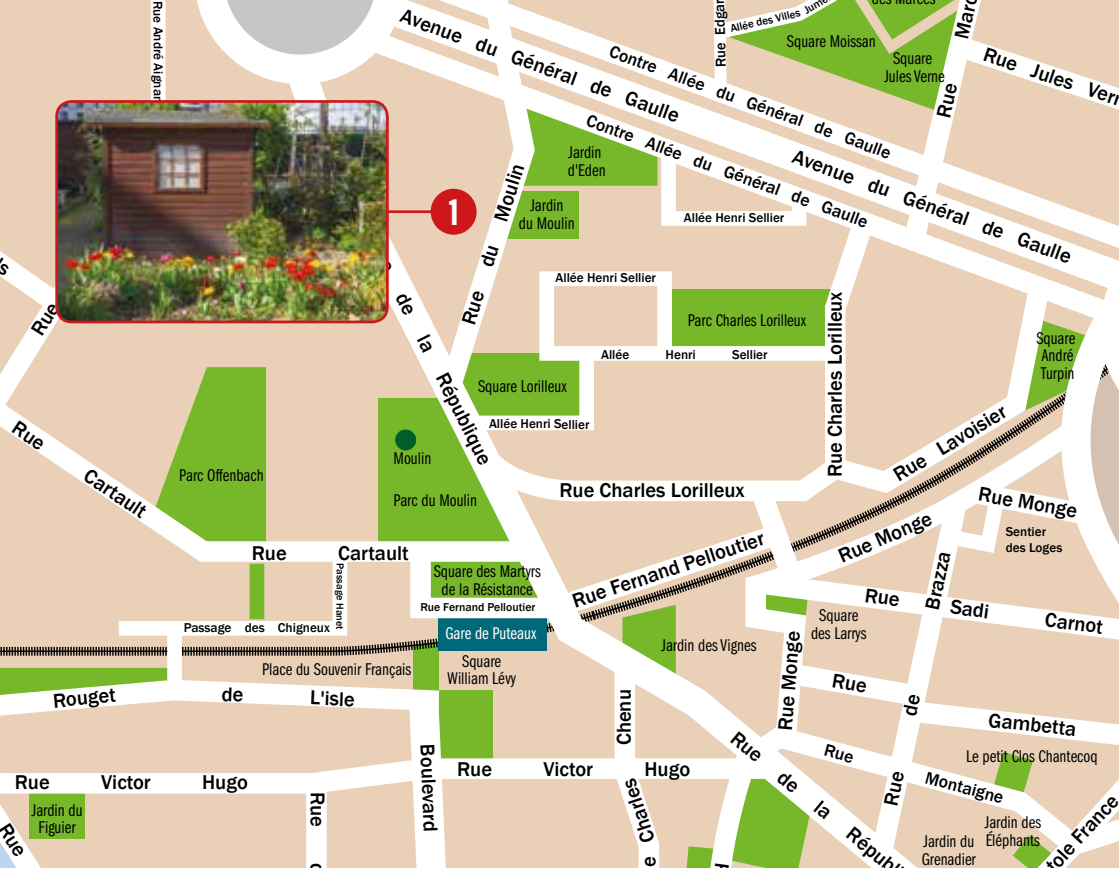 Rue André Aignan
Avenue du Général de Gaulle
Contre Allée du Général de Gaulle
Rue Edgar
Allée des Villes Jume
des Marées
Square Moissan
Square
Jules Verne
Rue Marc
Rue Jules Ver
Contre Allée du Général de Gaulle
Avenue du Général de Gaulle
Jardin
d'Eden
Jardin
du Moulin
Rue du Moulin
Allée Henri Sellier
1
Rue
de la République
Allée Henri Sellier
Parc Charles Lorilleux
Allée Henri Sellier
Square Lorilleux
Allée Henri Sellier
Rue Charles Lorilleux
Square
André
Turpin
Rue Lavoisier
Rue Cartault
Parc Offenbach
Moulin
Parc du Moulin
Rue Charles Lorilleux
Rue Monge
Rue Monge
Sentier
des Loges
Rue Cartault
Passage Hanet
Square des Martyrs
de la Résistance
Rue Fernand Pelloutier
Rue Fernand Pelloutier
Passage des Chigneux
Gare de Puteaux
Place du Souvenir Français
Square
William Lévy
Jardin des Vignes
Square
des Larrys
Rue Sadi Carnot
Rue de Brazza
Rue Monge
Rue Gambetta
Rouget de L'isle
Boulevard
Rue Victor Hugo
Rue Victor Hugo
Rue
Jardin du
Figuier
Rue
Charles Chenu
Rue de la Républ
Rue Montaigne
Le petit Clos Chantecoq
Jardin des
Éléphants
Jardin du
Grenadier
tole France